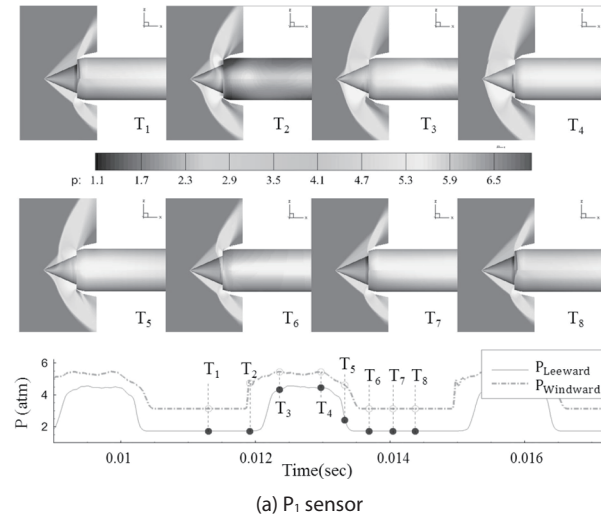 T1 T2 T3 T4
p: 1.1 1.7 2.3 2.9 3.5 4.1 4.7 5.3 5.9 6.5
T5 T6 T7 T8
P (atm)
6
4
2
T1 T2 T3 T4 T5 T6 T7 T8
PLeeward
PWindward
0.01 0.012 0.014 0.016
Time(sec)
(a) P1 sensor